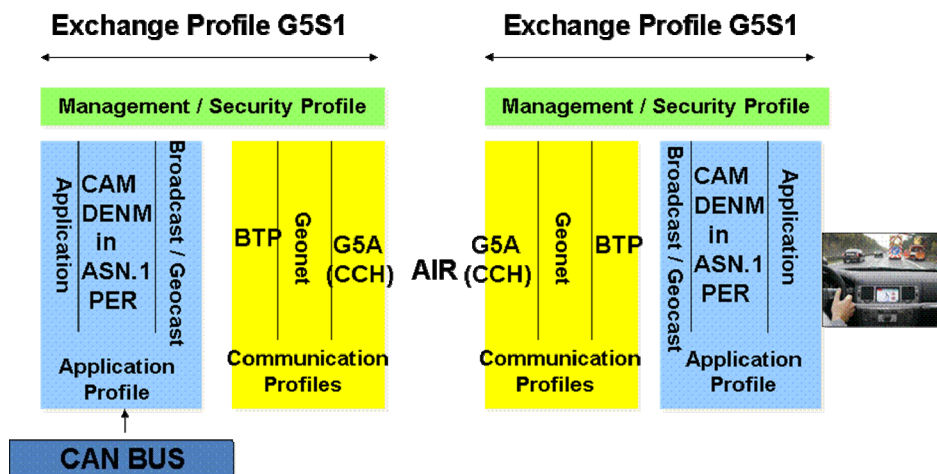 Exchange Profile G5S1
Exchange Profile G5S1
Management / Security Profile
Management / Security Profile
Application
CAM
DENM
in
ASN.1
PER
Broadcast / Geocast
Application
Profile
BTP
Geonet
G5A
(CCH)
Communication
Profiles
AIR
G5A
(CCH)
Geonet
BTP
Communication
Profiles
Broadcast / Geocast
CAM
DENM
in
ASN.1
PER
Application
Application
Profile
CAN BUS